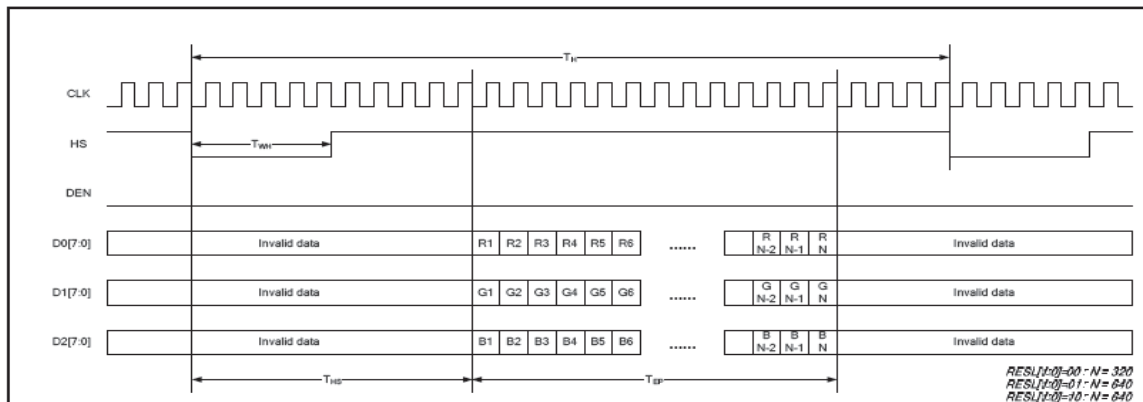 TH
CLK
HS
TWH
DEN
D0[7:0] Invalid data R1 R2 R3 R4 R5 R6 ...... R N-2 R N-1 R N Invalid data
D1[7:0] Invalid data G1 G2 G3 G4 G5 G6 ...... G N-2 G N-1 G N Invalid data
D2[7:0] Invalid data B1 B2 B3 B4 B5 B6 ...... B N-2 B N-1 B N Invalid data
THS TEP
RESL[1:0]=00 : N = 320
RESL[1:0]=01 : N = 640
RESL[1:0]=10 : N = 640